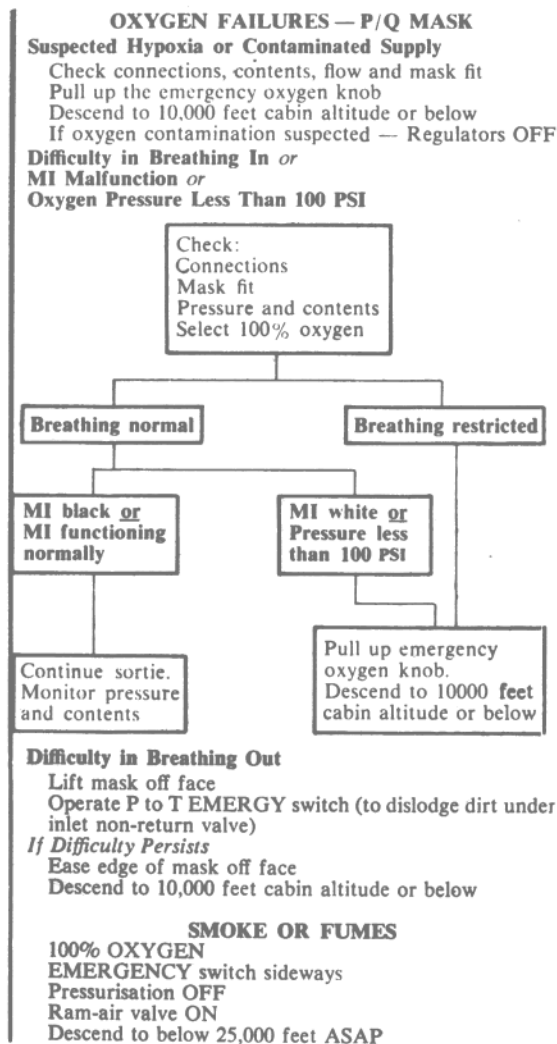 OXYGEN FAILURES — P/Q MASK
Suspected Hypoxia or Contaminated Supply
Check connections, contents, flow and mask fit
Pull up the emergency oxygen knob
Descend to 10,000 feet cabin altitude or below
If oxygen contamination suspected — Regulators OFF
Difficulty in Breathing In or
MI Malfunction or
Oxygen Pressure Less Than 100 PSI
Check:
Connections
Mask fit
Pressure and contents
Select 100% oxygen
Breathing normal
Breathing restricted
MI black or
MI functioning
normally
MI white or
Pressure less
than 100 PSI
Continue sortie.
Monitor pressure
and contents
Pull up emergency
oxygen knob.
Descend to 10000 feet
cabin altitude or below
Difficulty in Breathing Out
Lift mask off face
Operate P to T EMERGY switch (to dislodge dirt under
inlet non-return valve)
If Difficulty Persists
Ease edge of mask off face
Descend to 10,000 feet cabin altitude or below
SMOKE OR FUMES
100% OXYGEN
EMERGENCY switch sideways
Pressurisation OFF
Ram-air valve ON
Descend to below 25,000 feet ASAP